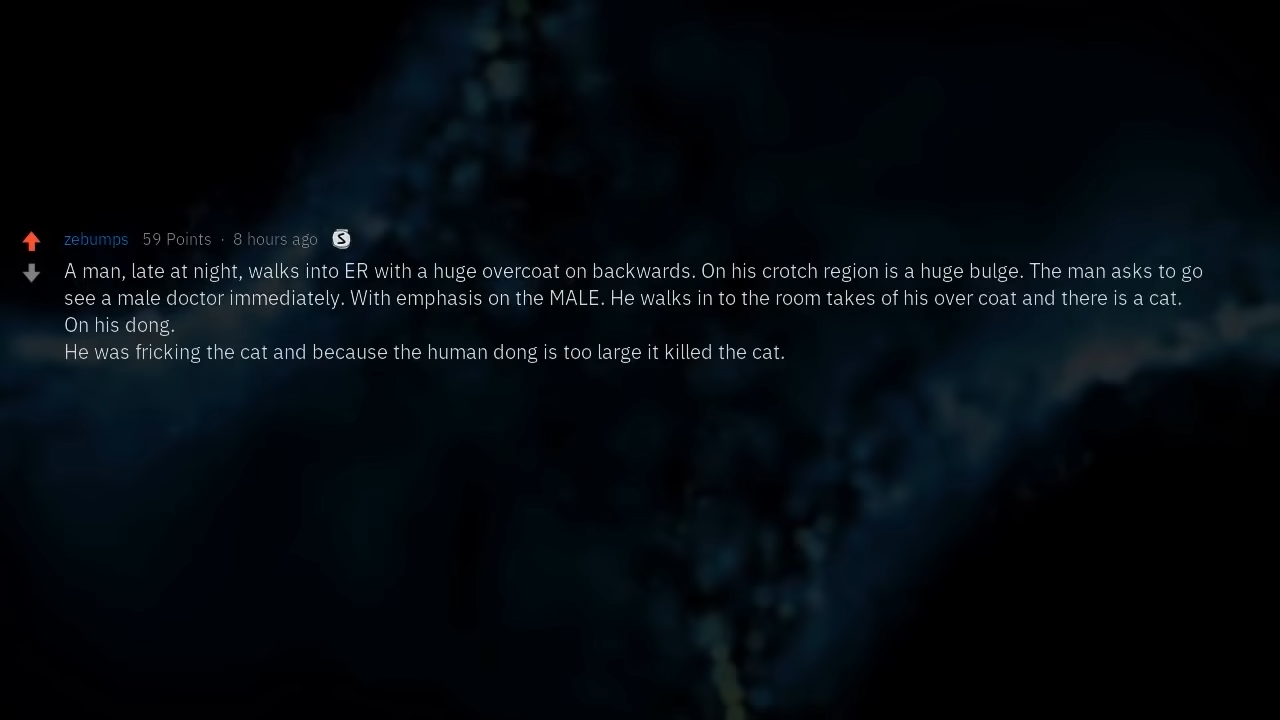 zebumps 59 Points · 8 hours ago S
A man, late at night, walks into ER with a huge overcoat on backwards. On his crotch region is a huge bulge. The man asks to go
see a male doctor immediately. With emphasis on the MALE. He walks in to the room takes of his over coat and there is a cat.
On his dong.
He was fricking the cat and because the human dong is too large it killed the cat.